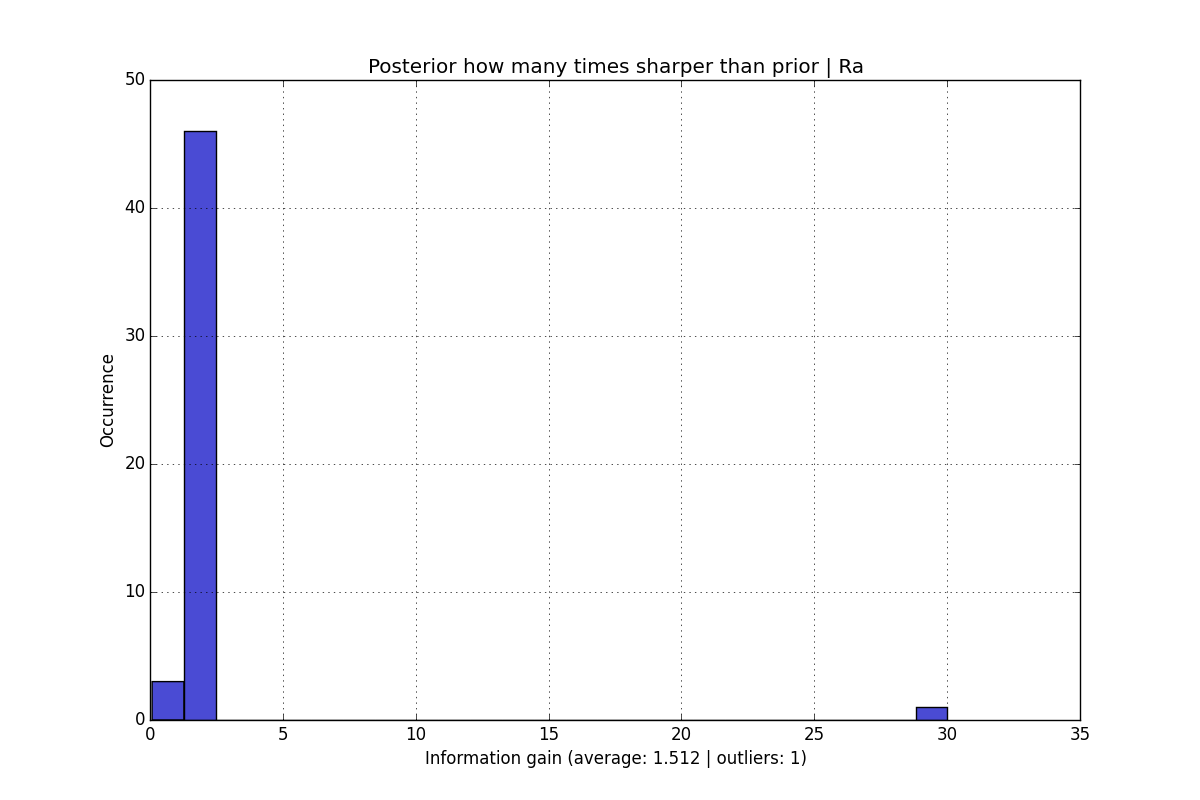 Posterior how many times sharper than prior | Ra
50
40
30
20
10
0
Occurrence
0 5 10 15 20 25 30 35
Information gain (average: 1.512 | outliers: 1)